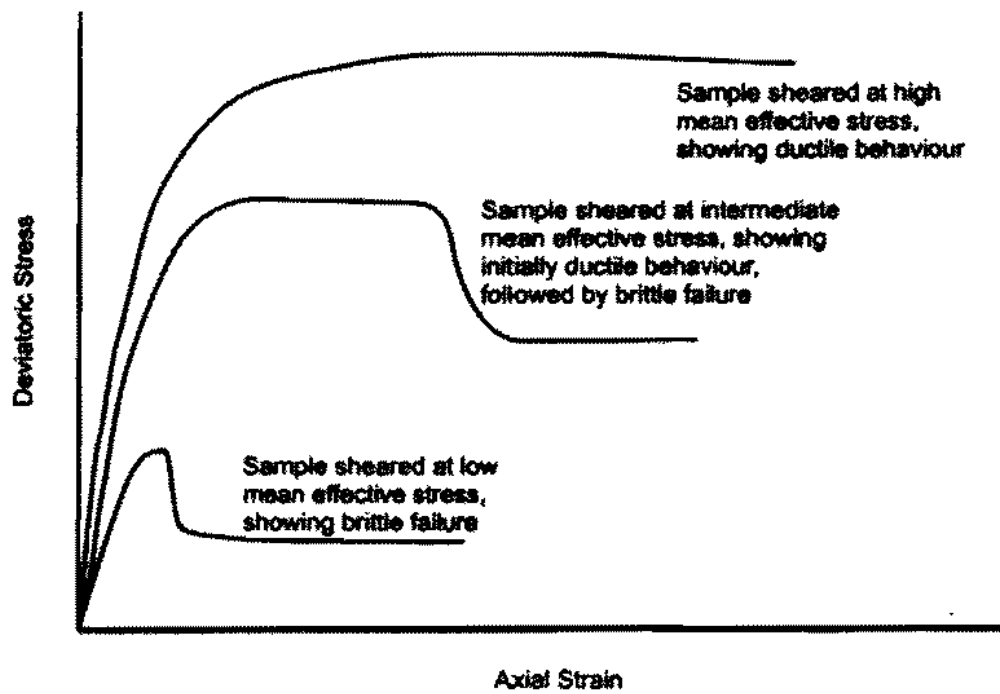 Sample sheared at high
mean effective stress,
showing ductile behaviour
Sample sheared at intermediate
mean effective stress, showing
initially ductile behaviour,
followed by brittle failure
Deviatoric Stress
Sample sheared at low
mean effective stress,
showing brittle failure
Axial Strain